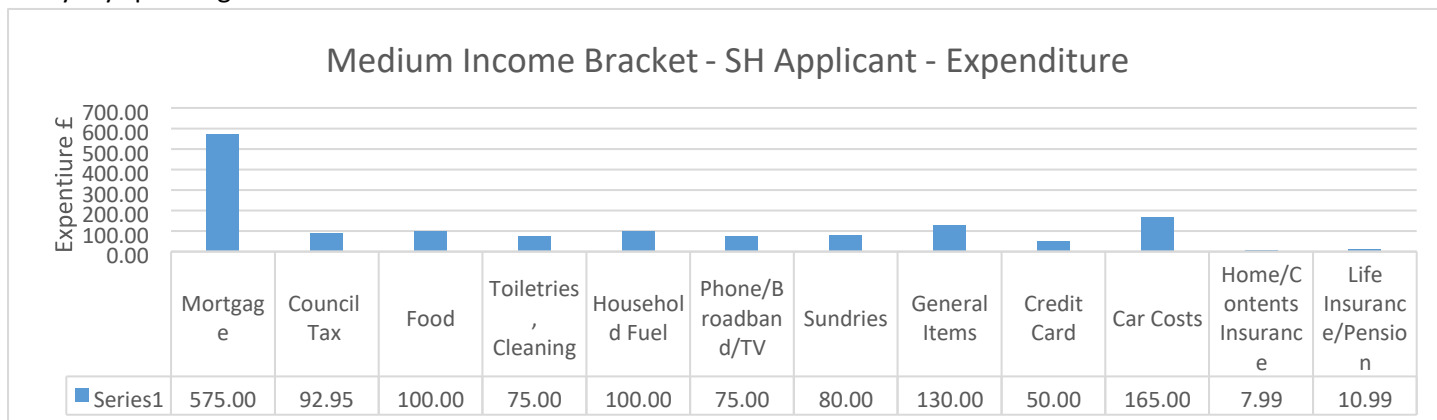 Medium Income Bracket - SH Applicant - Expenditure
Expentiure £
700.00
600.00
500.00
400.00
300.00
200.00
100.00
0.00
Mortgag
e
Council
Tax
Food
Toiletries
,
Cleaning
Househol
d Fuel
Phone/B
roadban
d/TV
Sundries
General
Items
Credit
Card
Car Costs
Home/C
ontents
Insuranc
e
Life
Insuranc
e/Pensio
n
Series1 575.00 92.95 100.00 75.00 100.00 75.00 80.00 130.00 50.00 165.00 7.99 10.99